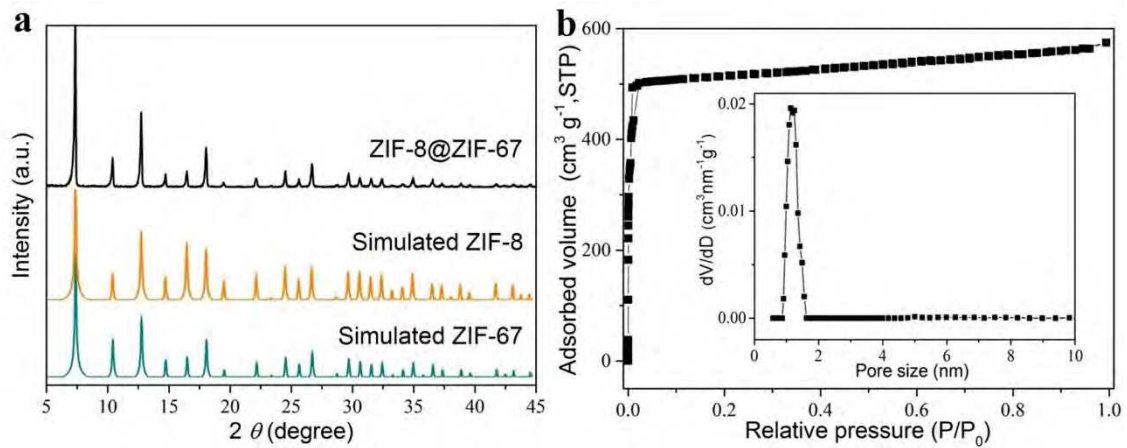 a
Intensity (a.u.)
ZIF-8@ZIF-67
Simulated ZIF-8
Simulated ZIF-67
5 10 15 20 25 30 35 40 45
2 θ (degree)
b
Adsorbed volume (cm³ g⁻¹,STP)
600
400
200
0
0.0 0.2 0.4 0.6 0.8 1.0
Relative pressure (P/P₀)
dV/dD (cm³nm⁻¹g⁻¹)
0.02
0.01
0.00
0 2 4 6 8 10
Pore size (nm)